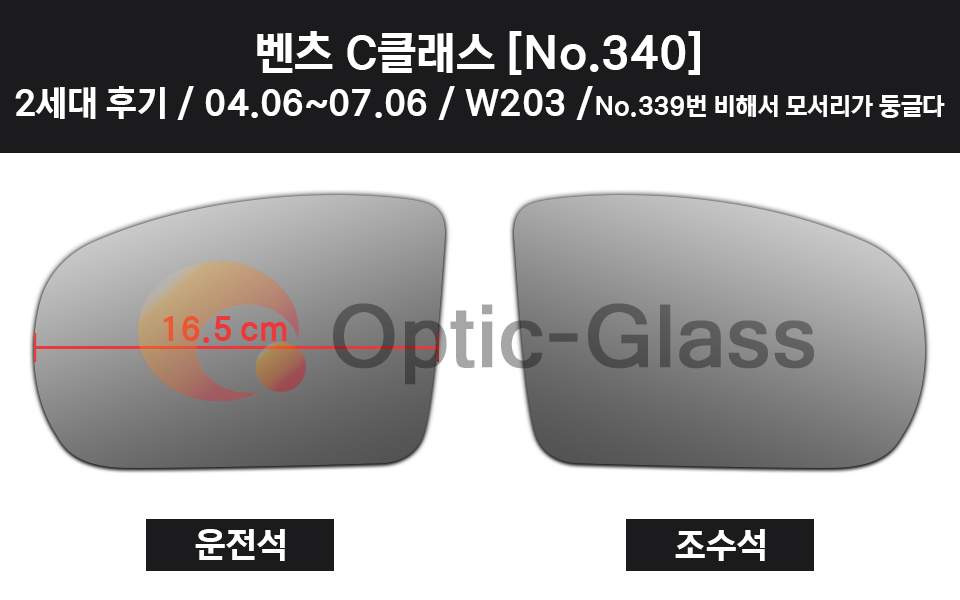 벤츠 C클래스 [No.340]
2세대 후기 / 04.06~07.06 / W203 /No.339번 비해서 모서리가 둥글다
16.5 cm
Optic-Glass
운전석
조수석